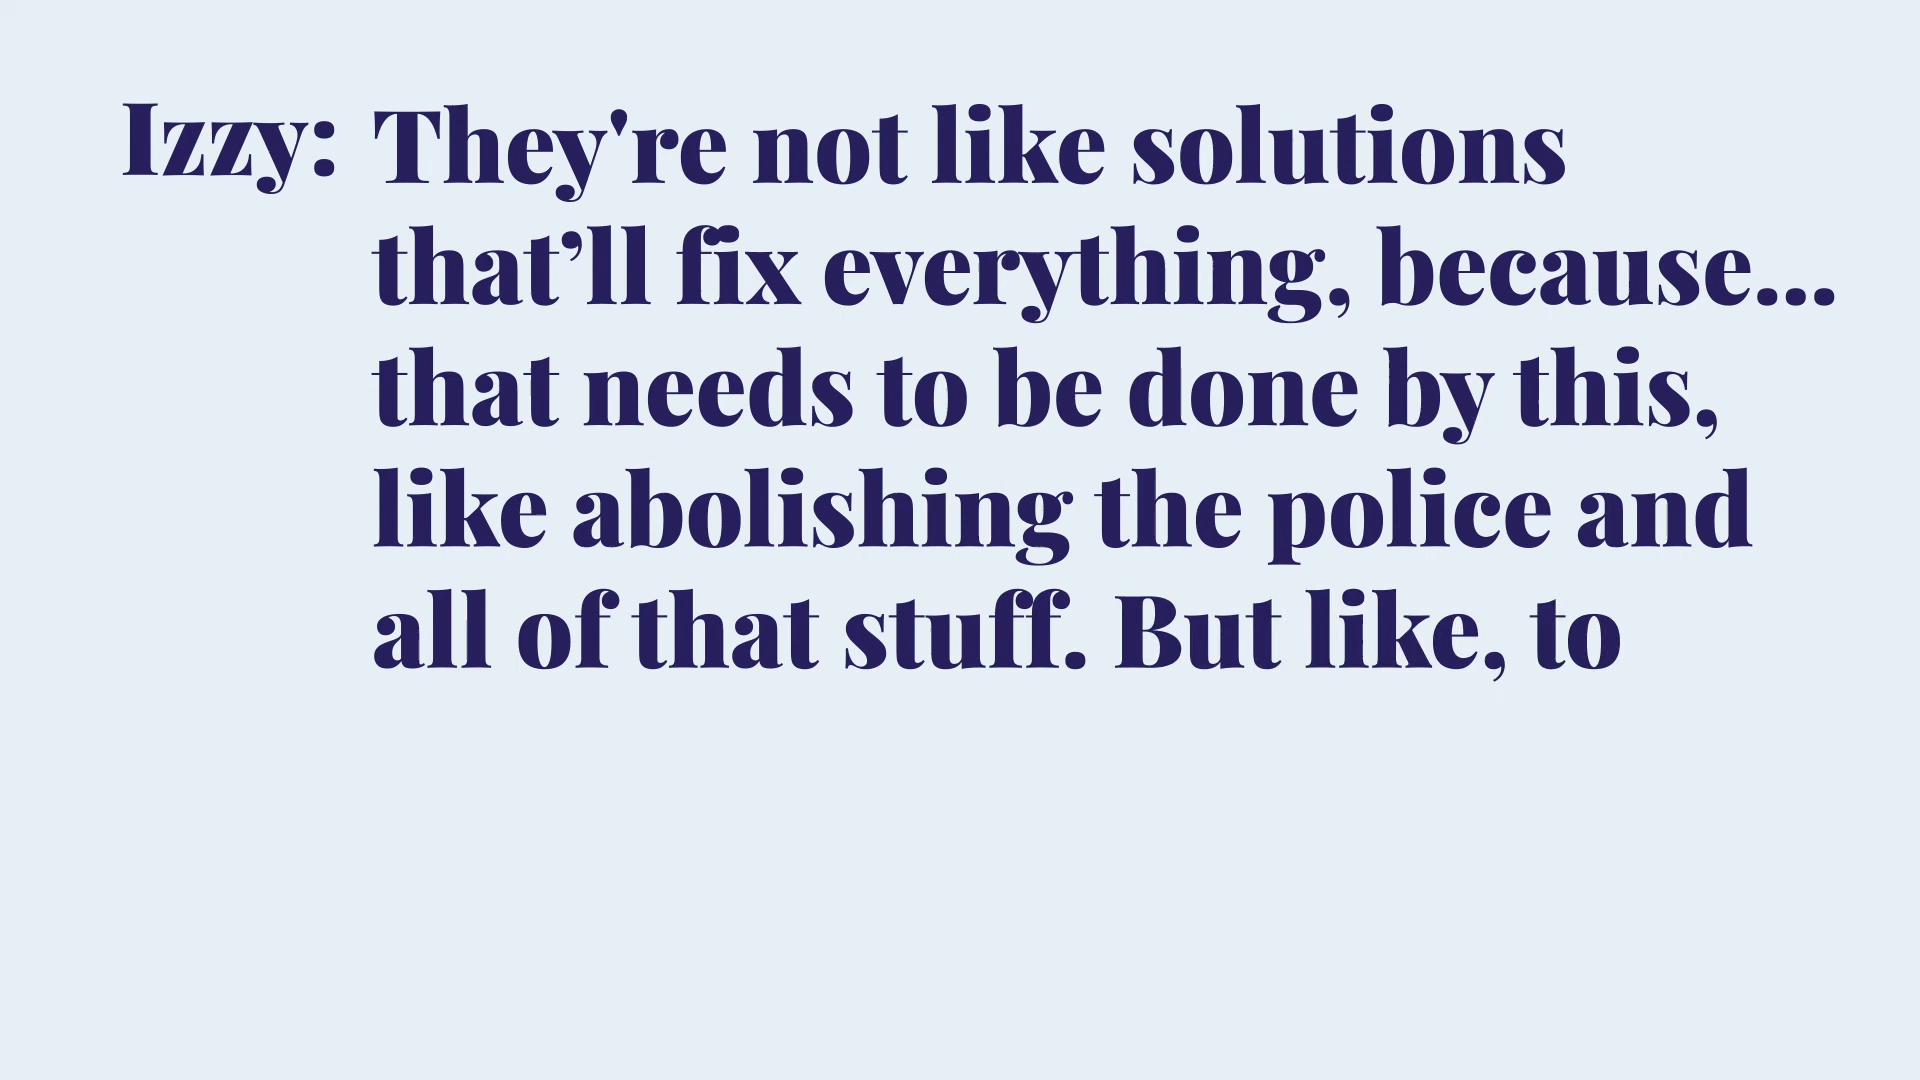 Izzy: They're not like solutions
that’ll fix everything, because...
that needs to be done by this,
like abolishing the police and
all of that stuff. But like, to